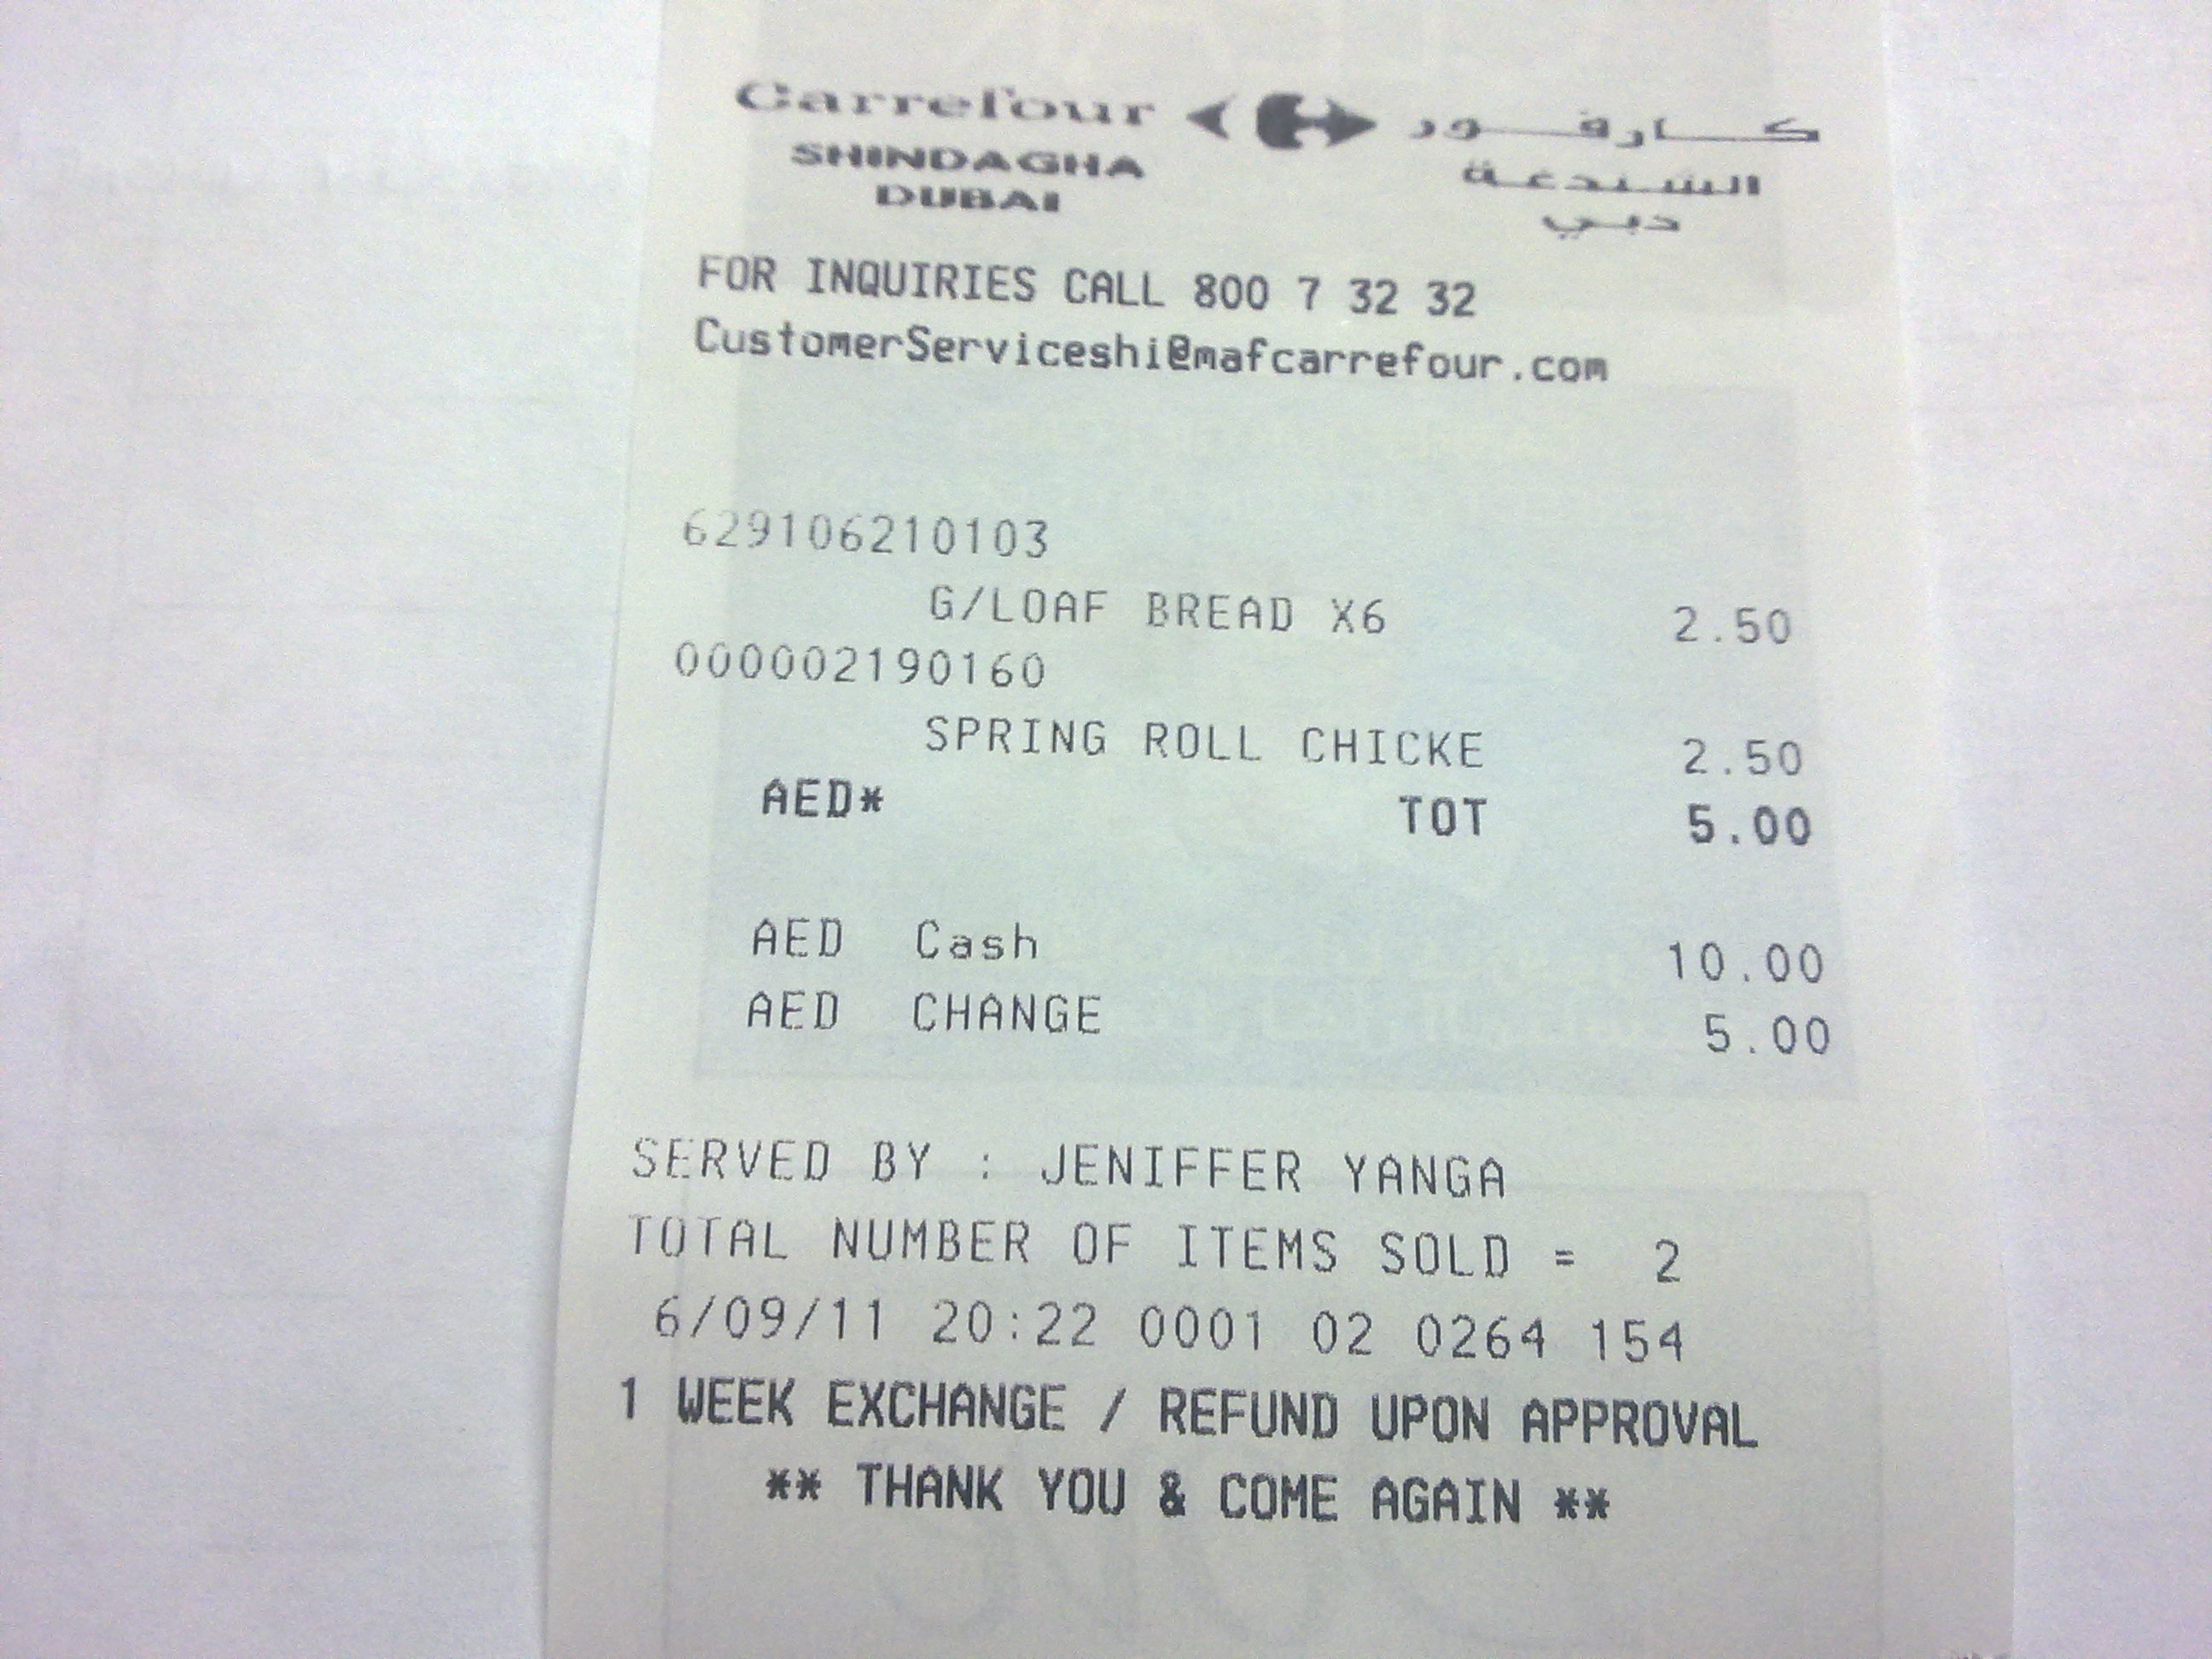 Carrefour كارفور
SHINDAGHA الشندغة
DUBAI دبي
FOR INQUIRIES CALL 800 7 32 32
CustomerServiceshi@mafcarrefour.com
629106210103
G/LOAF BREAD X6 2.50
000002190160
SPRING ROLL CHICKE 2.50
AED* TOT 5.00
AED Cash 10.00
AED CHANGE 5.00
SERVED BY : JENIFFER YANGA
TOTAL NUMBER OF ITEMS SOLD = 2
6/09/11 20:22 0001 02 0264 154
1 WEEK EXCHANGE / REFUND UPON APPROVAL
** THANK YOU & COME AGAIN **